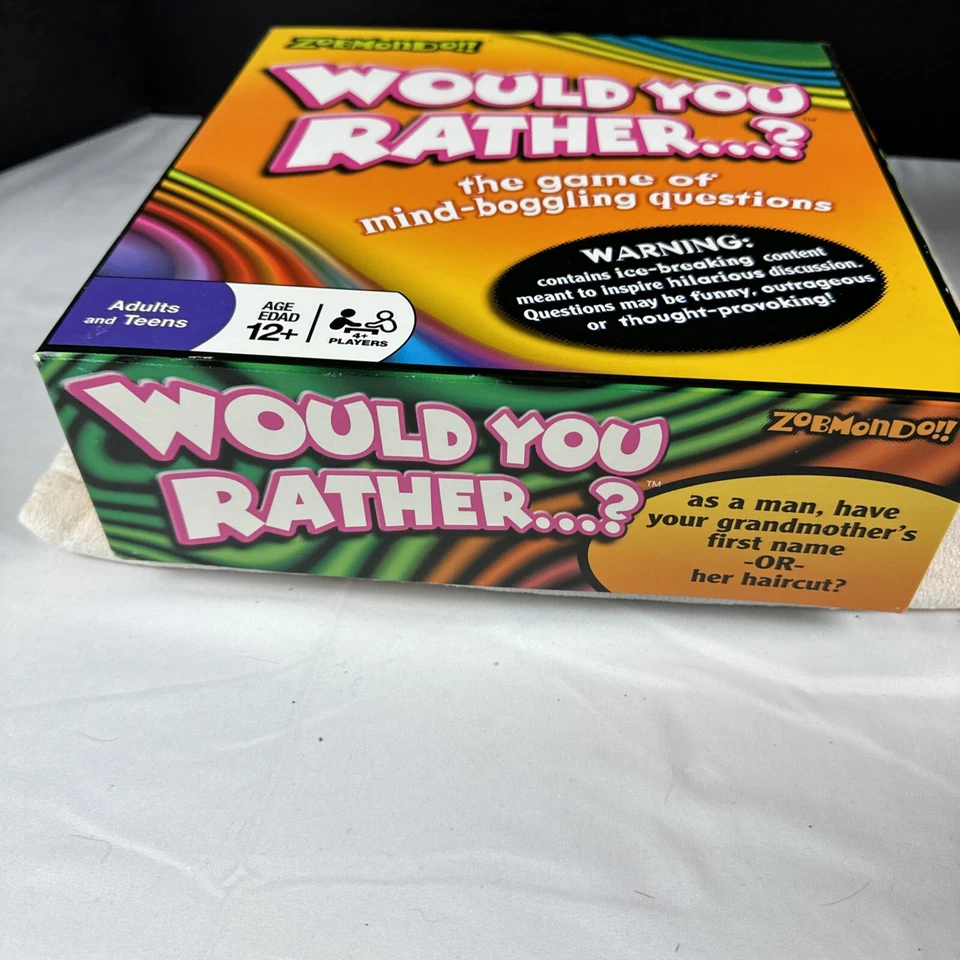 ZOBMONDO!!
WOULD YOU
RATHER...?™
the game of
mind-boggling questions
WARNING:
contains ice-breaking content
meant to inspire hilarious discussion.
Questions may be funny, outrageous
or thought-provoking!
Adults
and Teens
AGE
EDAD
12+
4+
PLAYERS
WOULD YOU
RATHER...?™
ZOBMONDO!!
as a man, have
your grandmother's
first name
-OR-
her haircut?